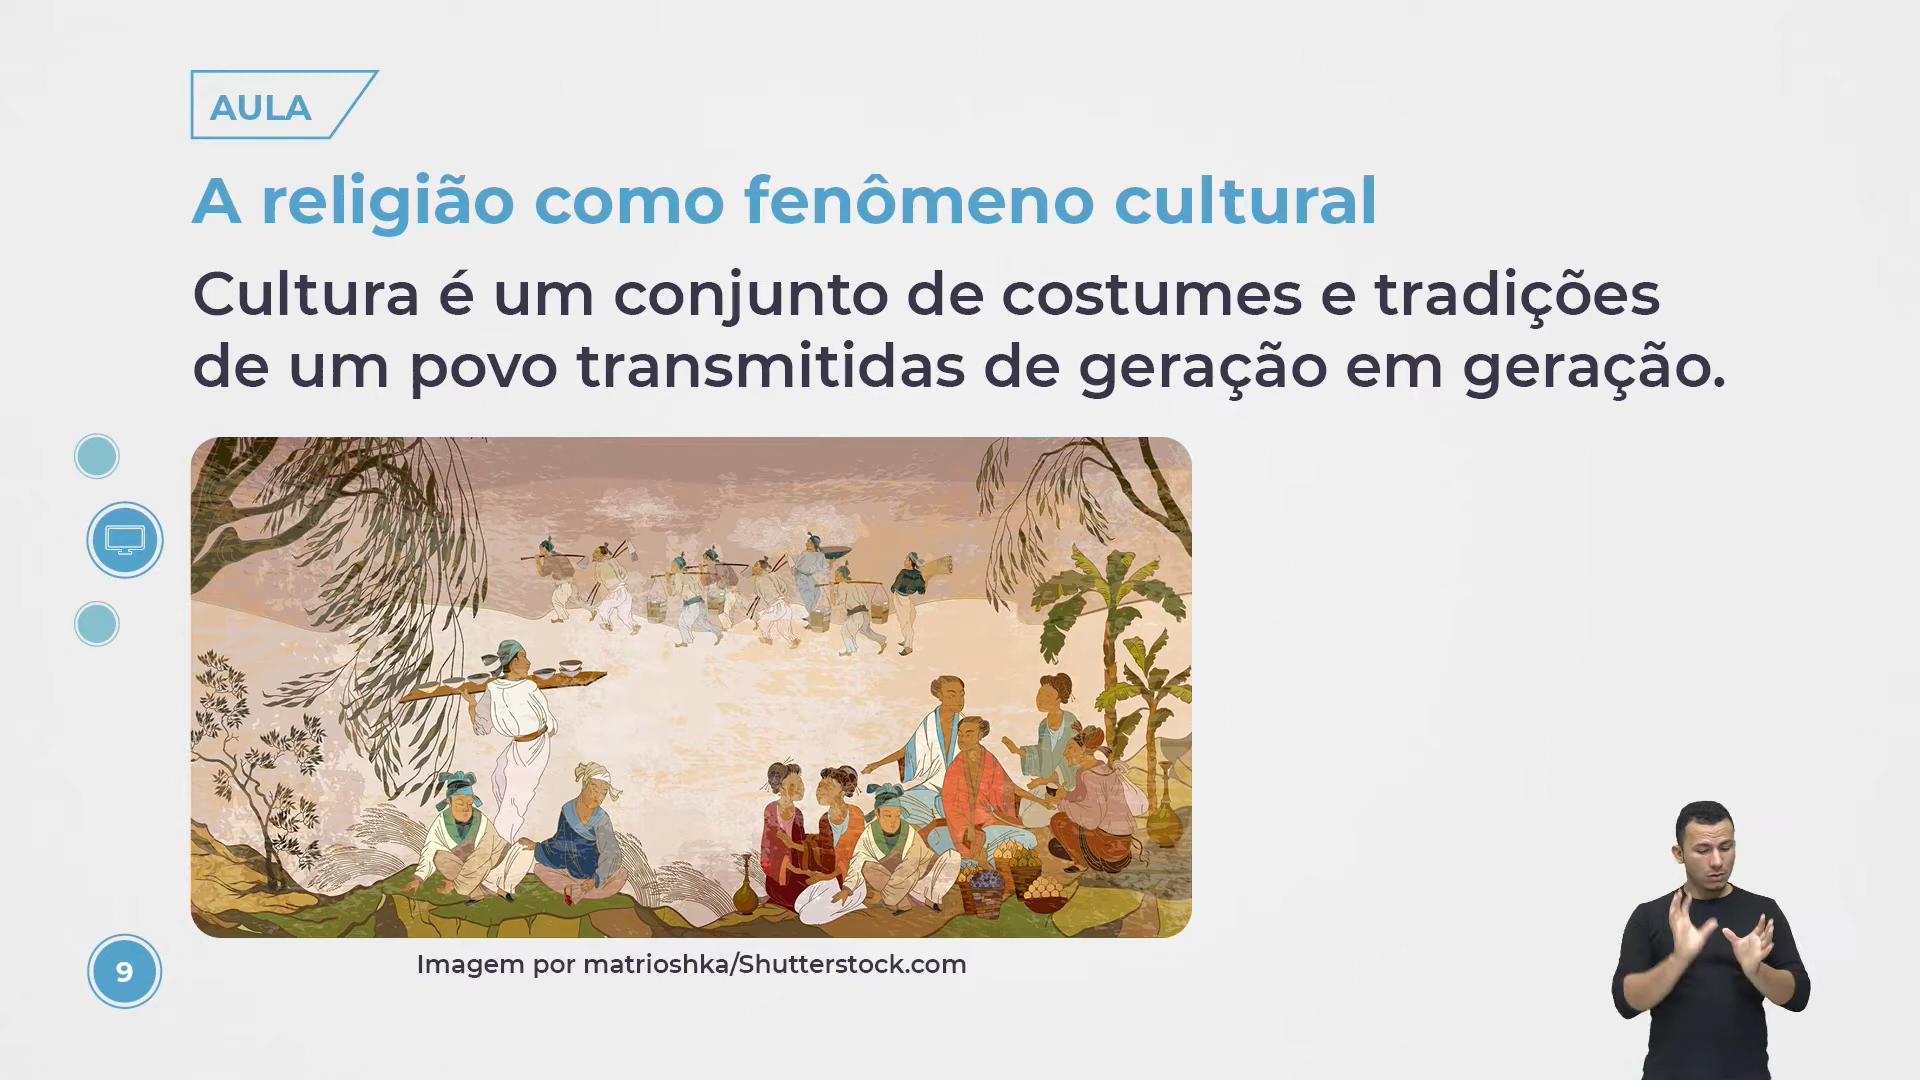 AULA
A religião como fenômeno cultural
Cultura é um conjunto de costumes e tradições
de um povo transmitidas de geração em geração.
Imagem por matrioshka/Shutterstock.com
9